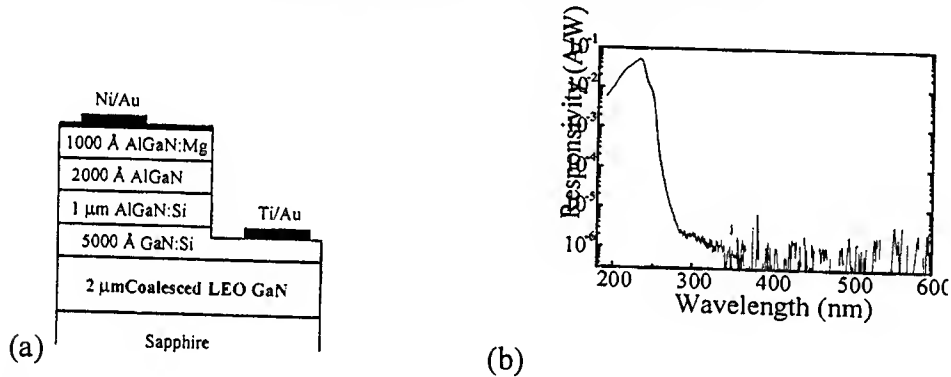 Ni/Au
1000 Å AlGaN:Mg
2000 Å AlGaN
1 µm AlGaN:Si
Ti/Au
5000 Å GaN:Si
2 µmCoalesced LEO GaN
Sapphire
(a)
Responsivity (A/W)
10-1
10-2
10-3
10-4
10-5
10-6
200 300 400 500 600
Wavelength (nm)
(b)